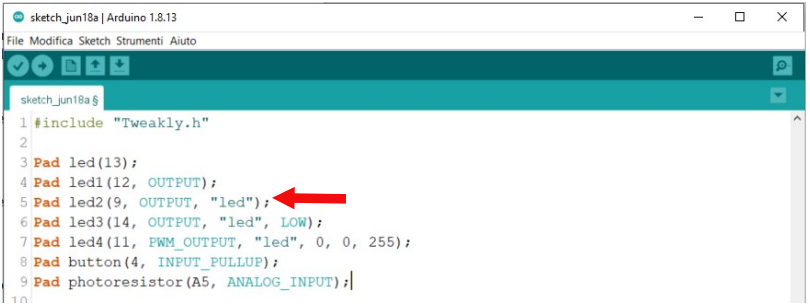 sketch_jun18a | Arduino 1.8.13
File Modifica Sketch Strumenti Aiuto
sketch_jun18a §
1 #include "Tweakly.h"
2
3 Pad led(13);
4 Pad led1(12, OUTPUT);
5 Pad led2(9, OUTPUT, "led");
6 Pad led3(14, OUTPUT, "led", LOW);
7 Pad led4(11, PWM_OUTPUT, "led", 0, 0, 255);
8 Pad button(4, INPUT_PULLUP);
9 Pad photoresistor(A5, ANALOG_INPUT);
10